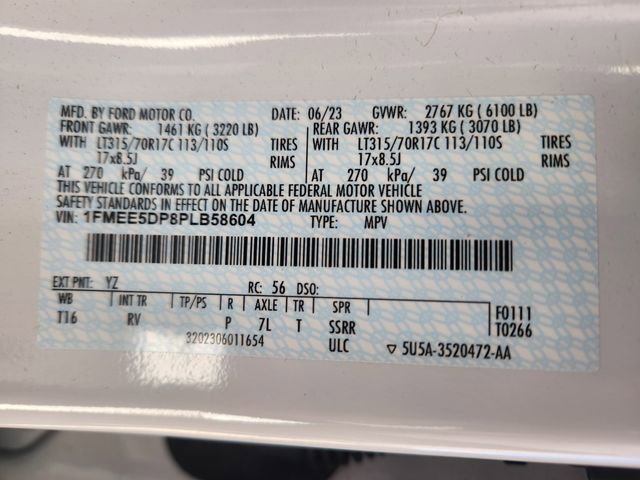 MFD. BY FORD MOTOR CO. DATE: 06/23 GVWR: 2767 KG ( 6100 LB)
FRONT GAWR: 1461 KG ( 3220 LB) REAR GAWR: 1393 KG ( 3070 LB)
WITH LT315/70R17C 113/110S TIRES WITH LT315/70R17C 113/110S TIRES
17x8.5J RIMS 17x8.5J RIMS
AT 270 kPa/ 39 PSI COLD AT 270 kPa/ 39 PSI COLD
THIS VEHICLE CONFORMS TO ALL APPLICABLE FEDERAL MOTOR VEHICLE
SAFETY STANDARDS IN EFFECT ON THE DATE OF MANUFACTURE SHOWN ABOVE.
VIN: 1FMEE5DP8PLB58604 TYPE: MPV
EXT PNT: YZ RC: 56 DSO:
WB INT TR TP/PS R AXLE TR SPR F0111
T16 RV P 7L T SSRR T0266
3202306011654 ULC ▽ 5U5A-3520472-AA